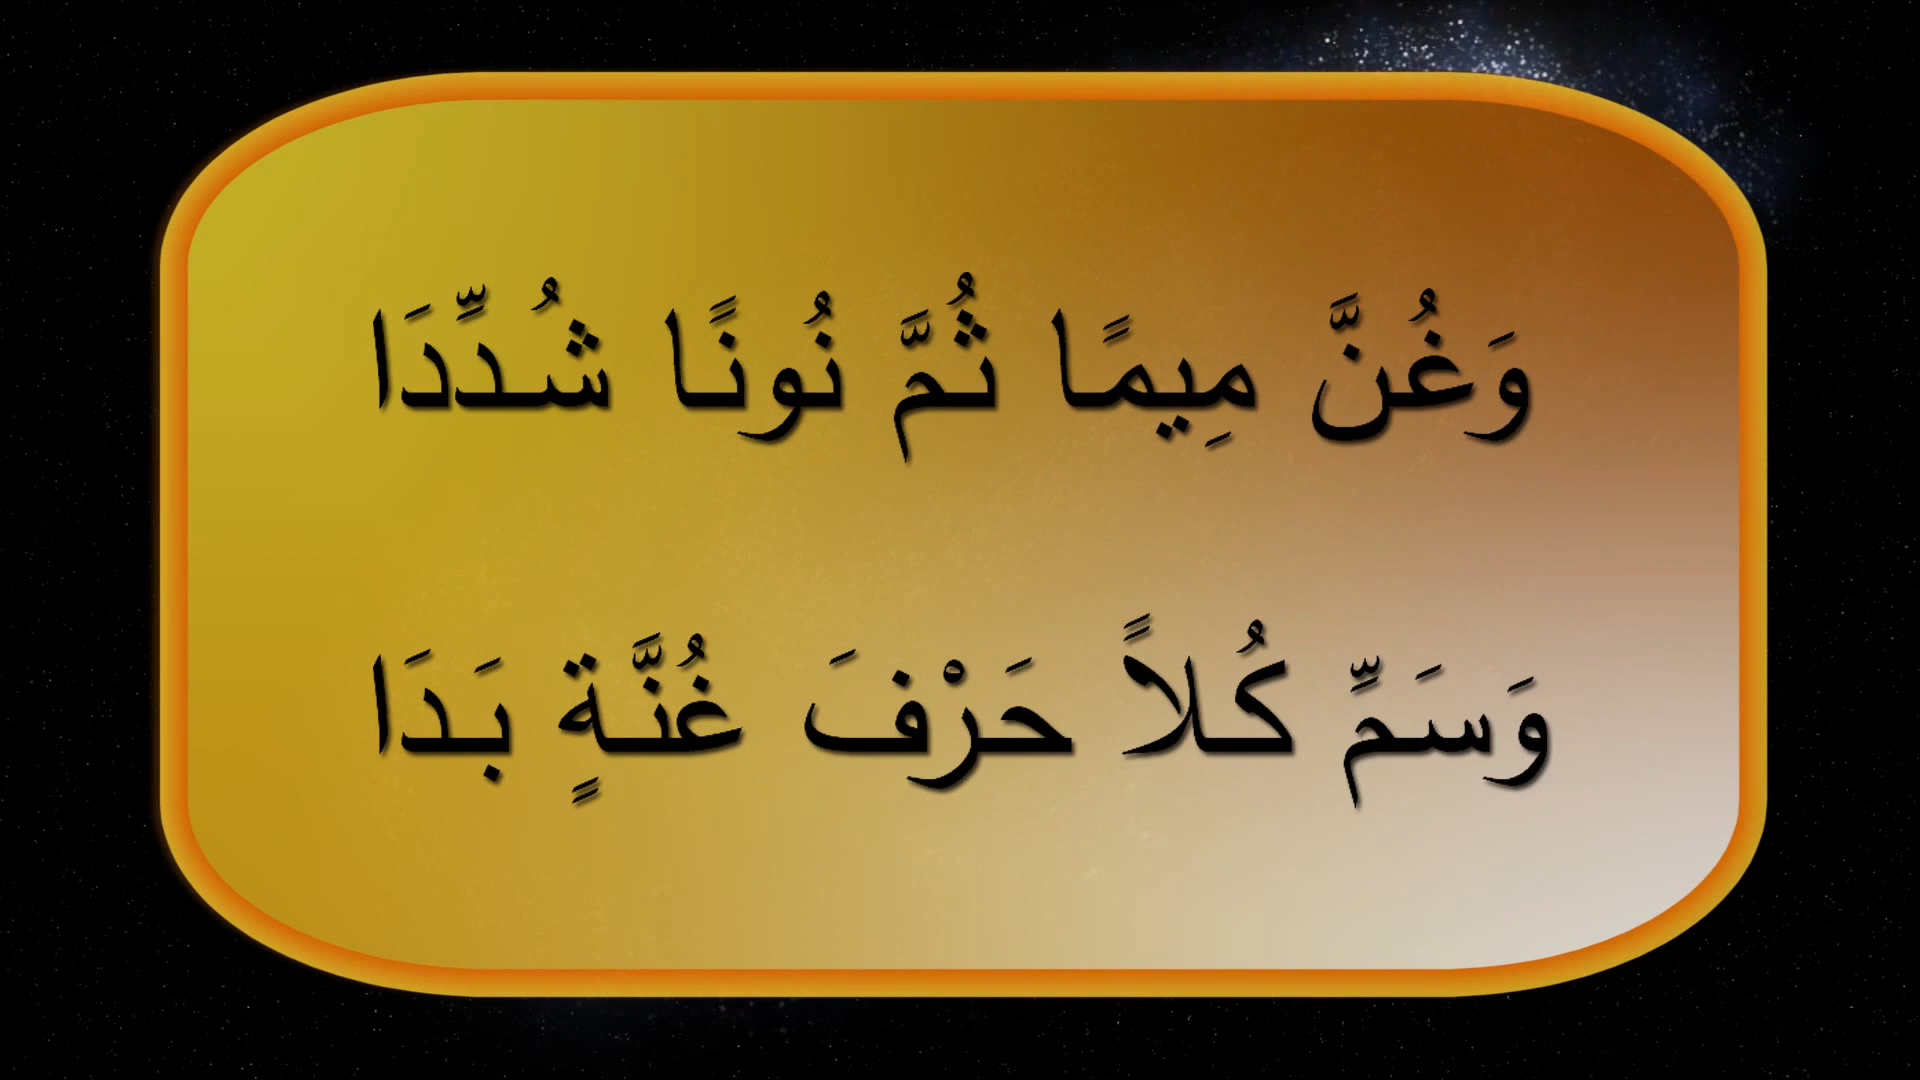 وَغُنَّ مِيمًا ثُمَّ نُونًا شُدِّدَا
وَسَمِّ كُلاً حَرْفَ غُنَّةٍ بَدَا